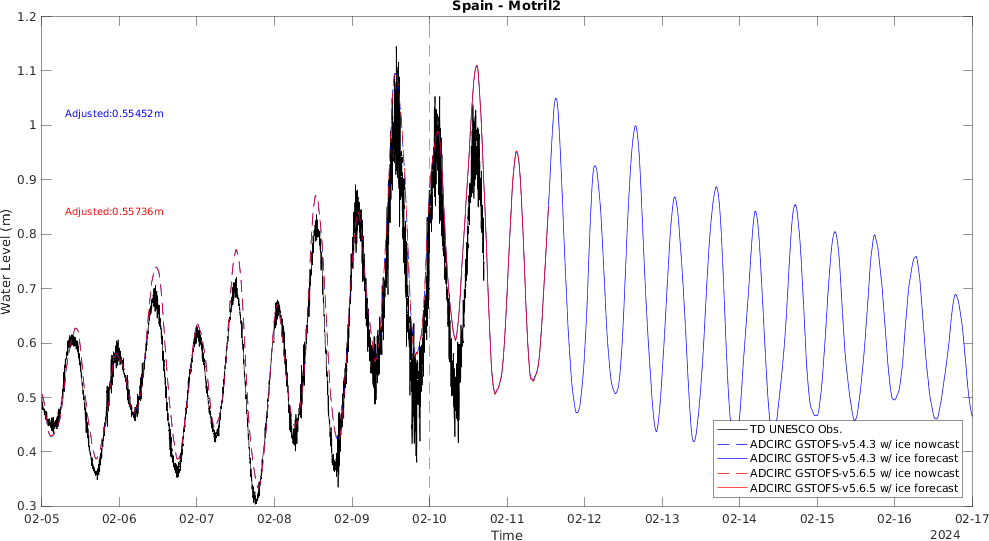 Spain - Motril2
1.2
1.1
1
0.9
0.8
0.7
0.6
0.5
0.4
0.3
Water Level (m)
Adjusted:0.55452m
Adjusted:0.55736m
TD UNESCO Obs.
ADCIRC GSTOFS-v5.4.3 w/ ice nowcast
ADCIRC GSTOFS-v5.4.3 w/ ice forecast
ADCIRC GSTOFS-v5.6.5 w/ ice nowcast
ADCIRC GSTOFS-v5.6.5 w/ ice forecast
02-05 02-06 02-07 02-08 02-09 02-10 02-11 02-12 02-13 02-14 02-15 02-16 02-17
Time
2024